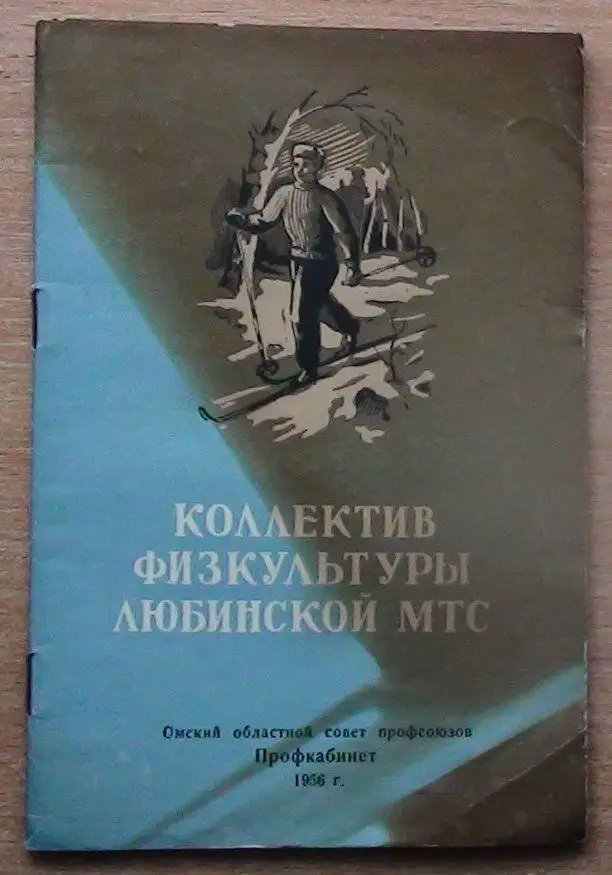 КОЛЛЕКТИВ
ФИЗКУЛЬТУРЫ
ЛЮБИНСКОЙ МТС
Омский областной совет профсоюзов
Профкабинет
1956 г.